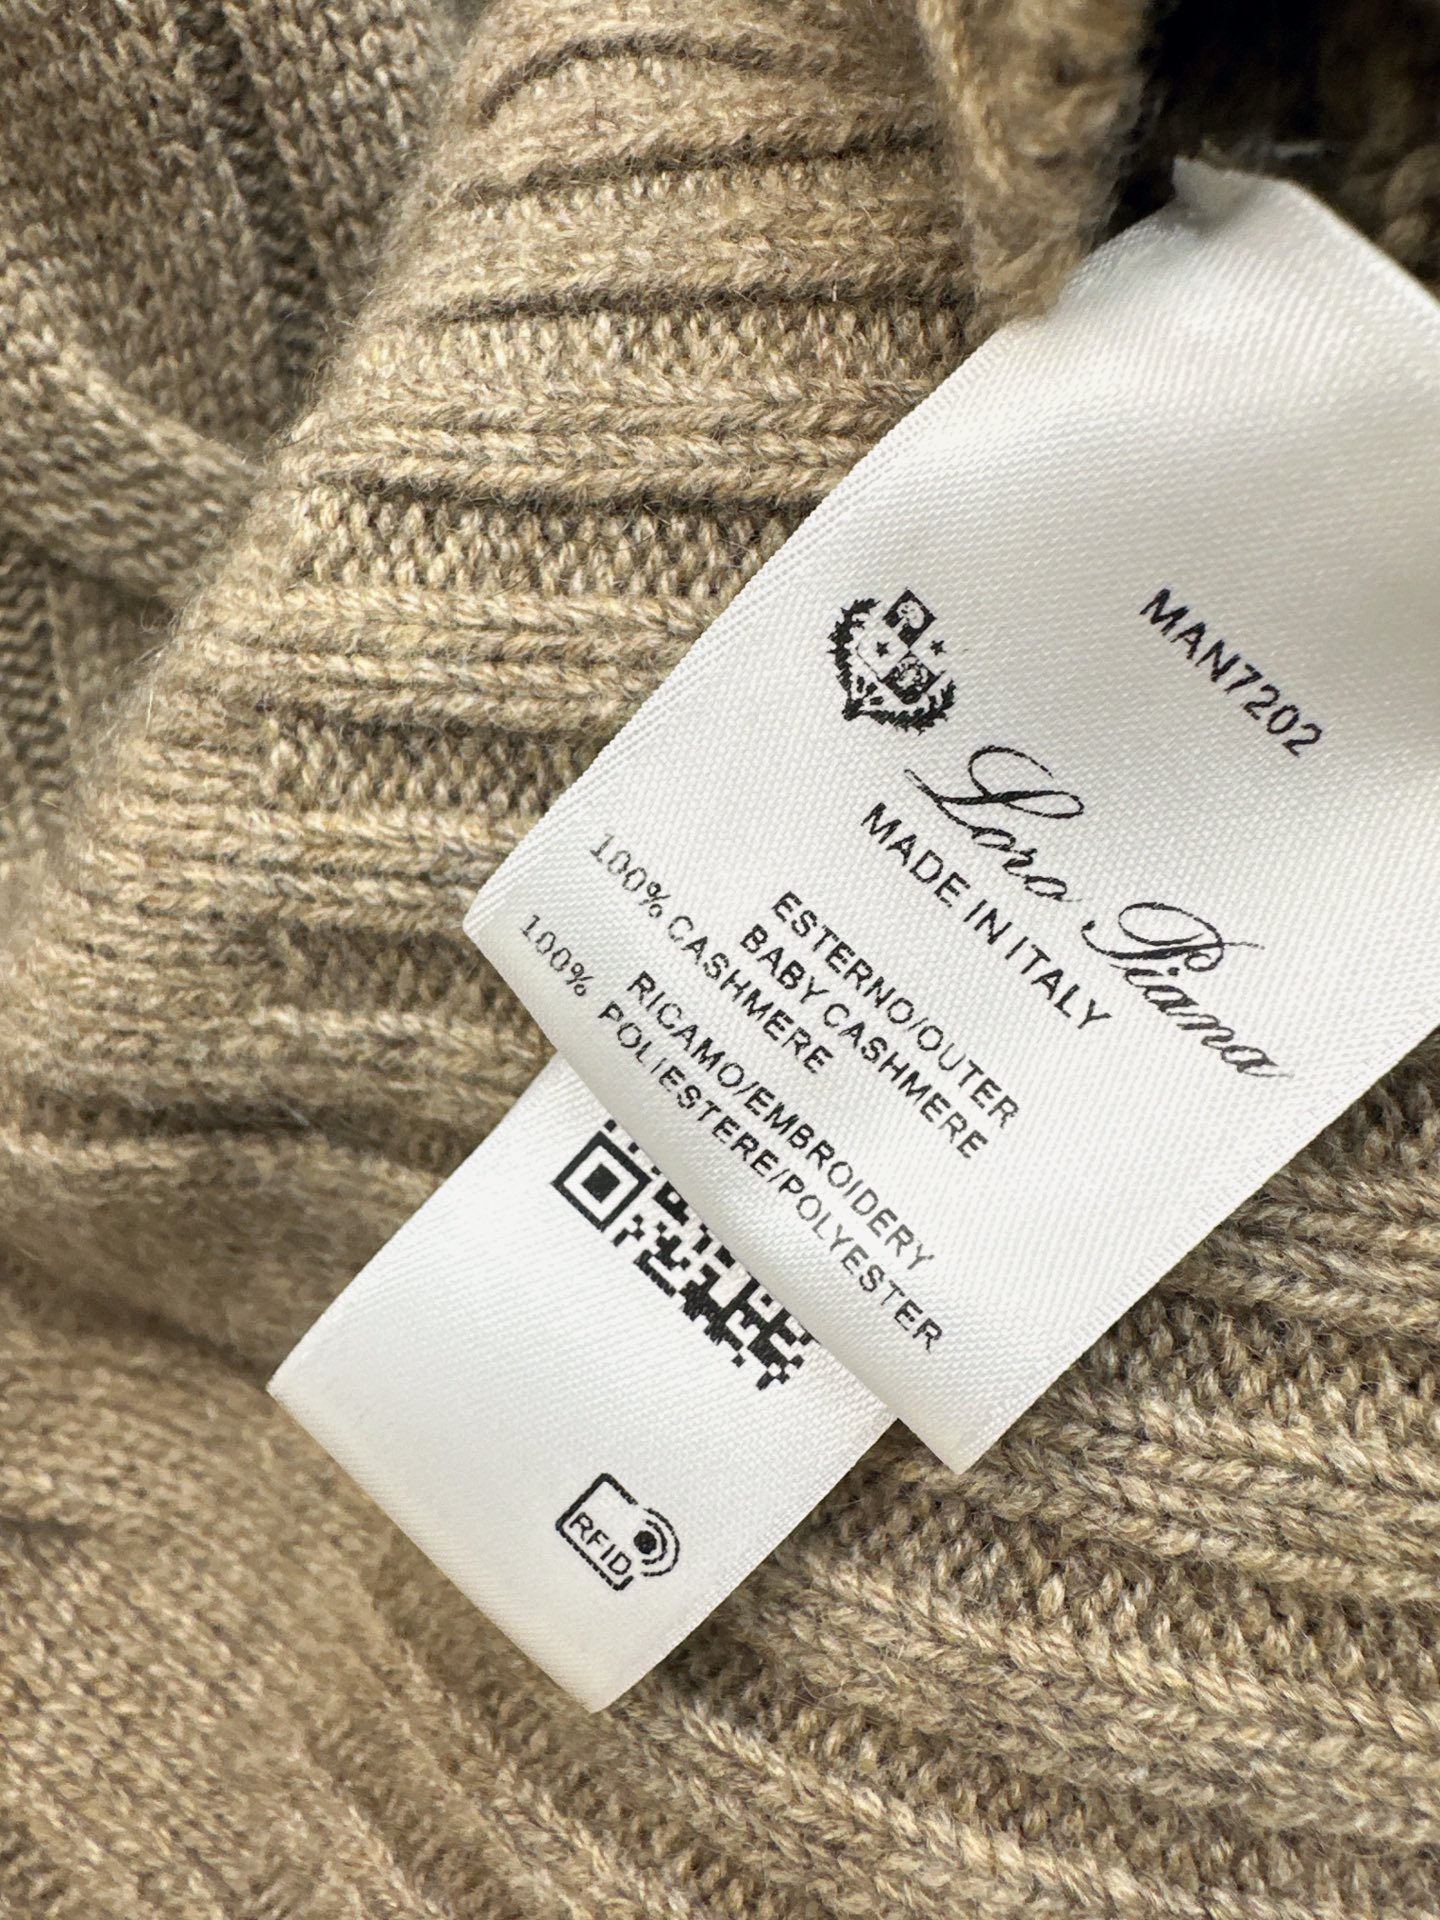 MAN7202
Loro Piana
MADE IN ITALY
ESTERNO/OUTER
BABY CASHMERE
100% CASHMERE
RICAMO/EMBROIDERY
100% POLIESTERE/POLYESTER
RFID